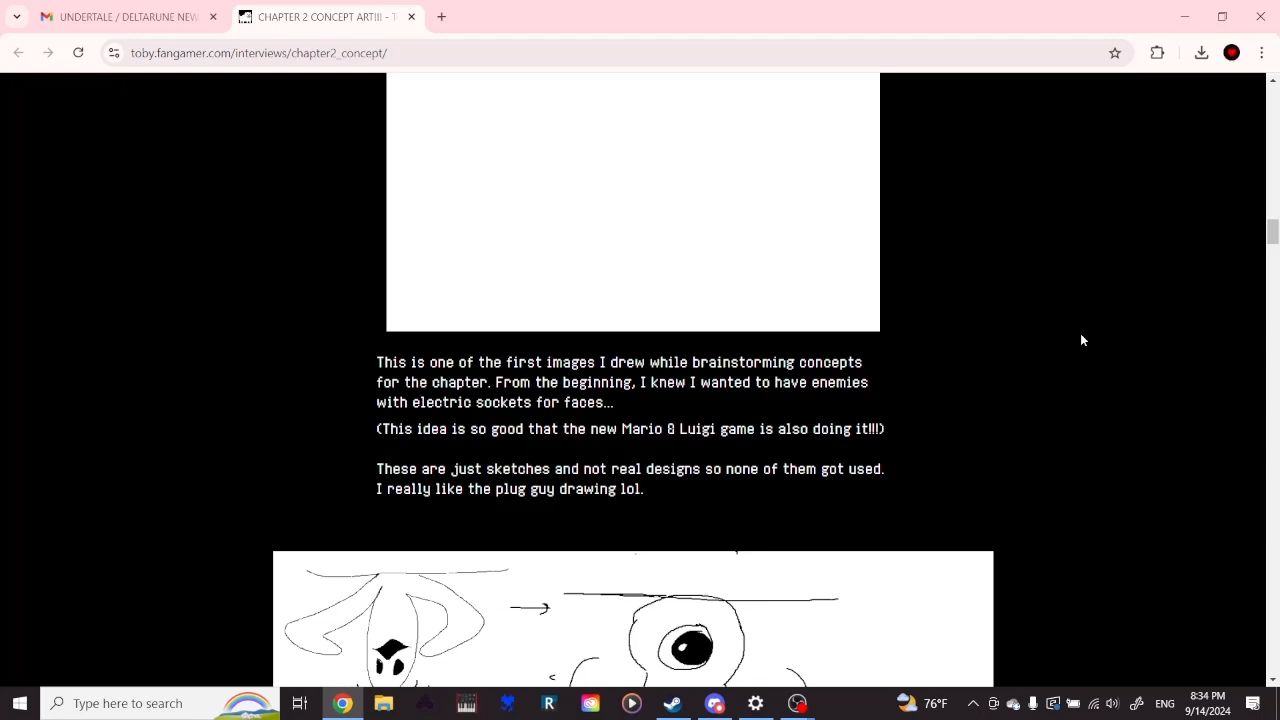 UNDERTALE / DELTARUNE NEW
CHAPTER 2 CONCEPT ART!!! - T
toby.fangamer.com/interviews/chapter2_concept/
This is one of the first images I drew while brainstorming concepts
for the chapter. From the beginning, I knew I wanted to have enemies
with electric sockets for faces...
(This idea is so good that the new Mario & Luigi game is also doing it!!!)
These are just sketches and not real designs so none of them got used.
I really like the plug guy drawing lol.
Type here to search
R
76°F
ENG
8:34 PM
9/14/2024